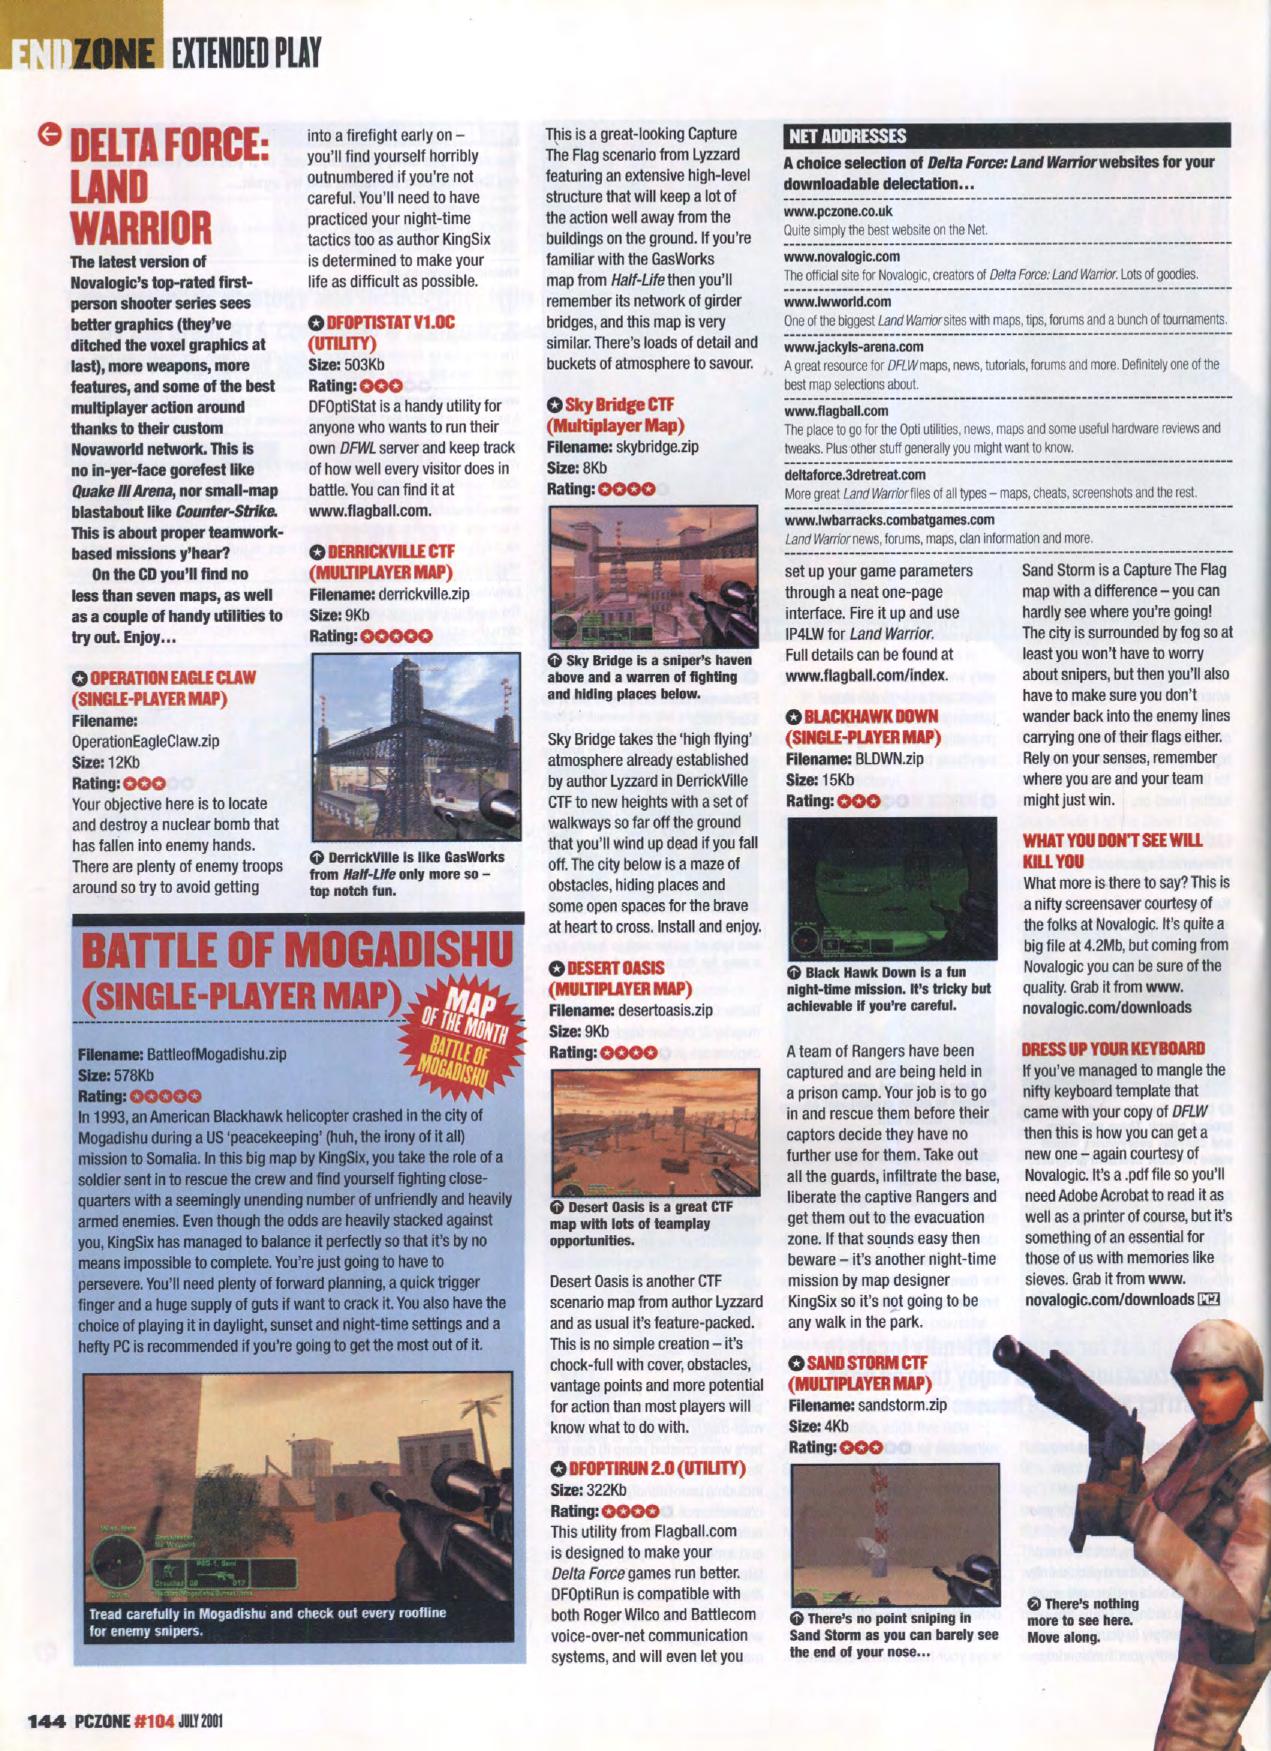 ENDZONE EXTENDED PLAY
DELTA FORCE:
LAND
WARRIOR
The latest version of
Novalogic's top-rated first-
person shooter series sees
better graphics (they've
ditched the voxel graphics at
last), more weapons, more
features, and some of the best
multiplayer action around
thanks to their custom
Novaworld network. This is
no in-yer-face gorefest like
Quake III Arena, nor small-map
blastabout like Counter-Strike.
This is about proper teamwork-
based missions y'hear?
On the CD you'll find no
less than seven maps, as well
as a couple of handy utilities to
try out. Enjoy...
OPERATION EAGLE CLAW
(SINGLE-PLAYER MAP)
Filename:
OperationEagleClaw.zip
Size: 12Kb
Rating:
Your objective here is to locate
and destroy a nuclear bomb that
has fallen into enemy hands.
There are plenty of enemy troops
around so try to avoid getting
into a firefight early on –
you'll find yourself horribly
outnumbered if you're not
careful. You'll need to have
practiced your night-time
tactics too as author KingSix
is determined to make your
life as difficult as possible.
DFOPTISTAT V1.0C
(UTILITY)
Size: 503Kb
Rating:
DFOptiStat is a handy utility for
anyone who wants to run their
own DFWL server and keep track
of how well every visitor does in
battle. You can find it at
www.flagball.com.
DERRICKVILLE CTF
(MULTIPLAYER MAP)
Filename: derrickville.zip
Size: 9Kb
Rating:
DerrickVille is like GasWorks
from Half-Life only more so –
top notch fun.
BATTLE OF MOGADISHU
(SINGLE-PLAYER MAP)
MAP
OF THE MONTH
BATTLE OF
MOGADISHU
Filename: BattleofMogadishu.zip
Size: 578Kb
Rating:
In 1993, an American Blackhawk helicopter crashed in the city of
Mogadishu during a US 'peacekeeping' (huh, the irony of it all)
mission to Somalia. In this big map by KingSix, you take the role of a
soldier sent in to rescue the crew and find yourself fighting close-
quarters with a seemingly unending number of unfriendly and heavily
armed enemies. Even though the odds are heavily stacked against
you, KingSix has managed to balance it perfectly so that it's by no
means impossible to complete. You're just going to have to
persevere. You'll need plenty of forward planning, a quick trigger
finger and a huge supply of guts if want to crack it. You also have the
choice of playing it in daylight, sunset and night-time settings and a
hefty PC is recommended if you're going to get the most out of it.
Tread carefully in Mogadishu and check out every roofline
for enemy snipers.
This is a great-looking Capture
The Flag scenario from Lyzzard
featuring an extensive high-level
structure that will keep a lot of
the action well away from the
buildings on the ground. If you're
familiar with the GasWorks
map from Half-Life then you'll
remember its network of girder
bridges, and this map is very
similar. There's loads of detail and
buckets of atmosphere to savour.
Sky Bridge CTF
(Multiplayer Map)
Filename: skybridge.zip
Size: 8Kb
Rating:
Sky Bridge is a sniper's haven
above and a warren of fighting
and hiding places below.
Sky Bridge takes the 'high flying'
atmosphere already established
by author Lyzzard in DerrickVille
CTF to new heights with a set of
walkways so far off the ground
that you'll wind up dead if you fall
off. The city below is a maze of
obstacles, hiding places and
some open spaces for the brave
at heart to cross. Install and enjoy.
DESERT OASIS
(MULTIPLAYER MAP)
Filename: desertoasis.zip
Size: 9Kb
Rating:
Desert Oasis is a great CTF
map with lots of teamplay
opportunities.
Desert Oasis is another CTF
scenario map from author Lyzzard
and as usual it's feature-packed.
This is no simple creation – it's
chock-full with cover, obstacles,
vantage points and more potential
for action than most players will
know what to do with.
DFOPTIRUN 2.0 (UTILITY)
Size: 322Kb
Rating:
This utility from Flagball.com
is designed to make your
Delta Force games run better.
DFOptiRun is compatible with
both Roger Wilco and Battlecom
voice-over-net communication
systems, and will even let you
NET ADDRESSES
A choice selection of Delta Force: Land Warrior websites for your
downloadable delectation...
www.pczone.co.uk
Quite simply the best website on the Net.
www.novalogic.com
The official site for Novalogic, creators of Delta Force: Land Warrior. Lots of goodies.
www.lwworld.com
One of the biggest Land Warrior sites with maps, tips, forums and a bunch of tournaments.
www.jackyls-arena.com
A great resource for DFLW maps, news, tutorials, forums and more. Definitely one of the
best map selections about.
www.flagball.com
The place to go for the Opti utilities, news, maps and some useful hardware reviews and
tweaks. Plus other stuff generally you might want to know.
deltaforce.3dretreat.com
More great Land Warrior files of all types – maps, cheats, screenshots and the rest.
www.lwbarracks.combatgames.com
Land Warrior news, forums, maps, clan information and more.
set up your game parameters
through a neat one-page
interface. Fire it up and use
IP4LW for Land Warrior.
Full details can be found at
www.flagball.com/index.
BLACKHAWK DOWN
(SINGLE-PLAYER MAP)
Filename: BLDWN.zip
Size: 15Kb
Rating:
Black Hawk Down is a fun
night-time mission. It's tricky but
achievable if you're careful.
A team of Rangers have been
captured and are being held in
a prison camp. Your job is to go
in and rescue them before their
captors decide they have no
further use for them. Take out
all the guards, infiltrate the base,
liberate the captive Rangers and
get them out to the evacuation
zone. If that sounds easy then
beware – it's another night-time
mission by map designer
KingSix so it's not going to be
any walk in the park.
SAND STORM CTF
(MULTIPLAYER MAP)
Filename: sandstorm.zip
Size: 4Kb
Rating:
There's no point sniping in
Sand Storm as you can barely see
the end of your nose...
Sand Storm is a Capture The Flag
map with a difference – you can
hardly see where you're going!
The city is surrounded by fog so at
least you won't have to worry
about snipers, but then you'll also
have to make sure you don't
wander back into the enemy lines
carrying one of their flags either.
Rely on your senses, remember
where you are and your team
might just win.
WHAT YOU DON'T SEE WILL
KILL YOU
What more is there to say? This is
a nifty screensaver courtesy of
the folks at Novalogic. It's quite a
big file at 4.2Mb, but coming from
Novalogic you can be sure of the
quality. Grab it from www.
novalogic.com/downloads
DRESS UP YOUR KEYBOARD
If you've managed to mangle the
nifty keyboard template that
came with your copy of DFLW
then this is how you can get a
new one – again courtesy of
Novalogic. It's a .pdf file so you'll
need Adobe Acrobat to read it as
well as a printer of course, but it's
something of an essential for
those of us with memories like
sieves. Grab it from www.
novalogic.com/downloads PCZ
There's nothing
more to see here.
Move along.
144 PCZONE #104 JULY 2001